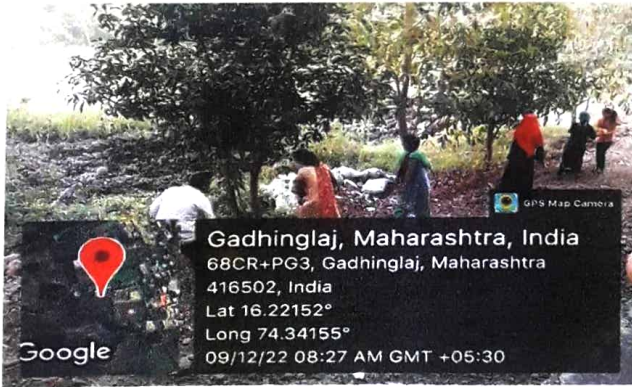 GPS Map Camera
Gadhinglaj, Maharashtra, India
68CR+PG3, Gadhinglaj, Maharashtra
416502, India
Lat 16.22152°
Long 74.34155°
09/12/22 08:27 AM GMT +05:30
Google